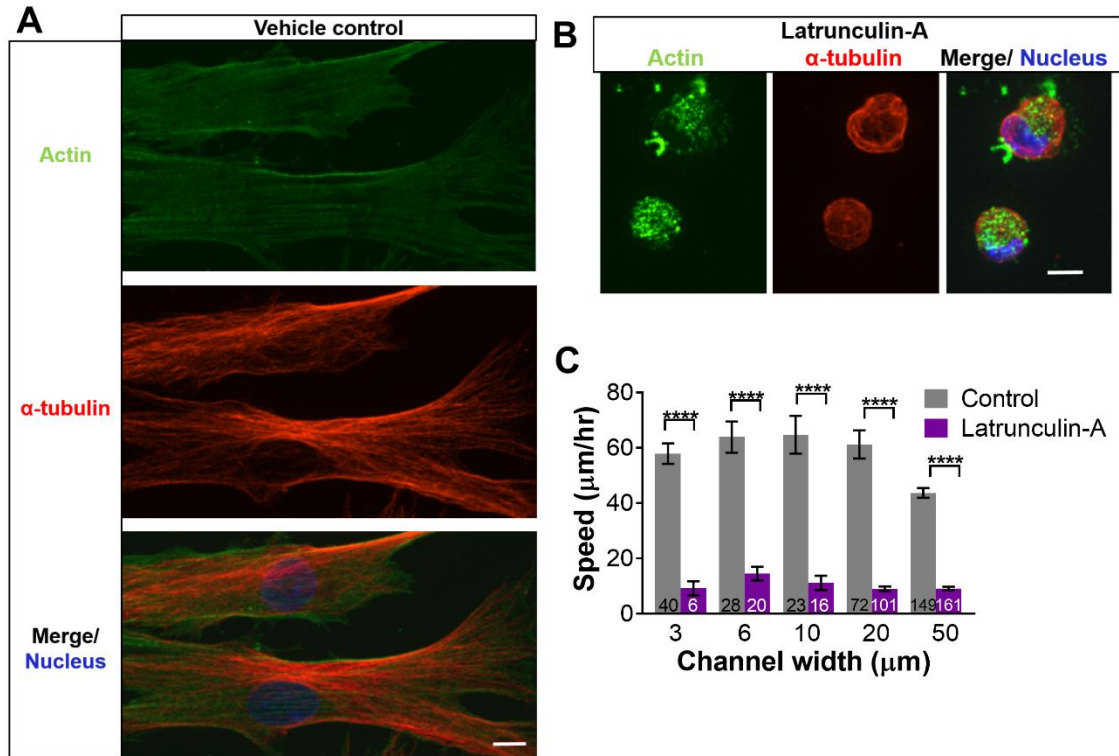 A
Vehicle control
Actin
α-tubulin
Merge/
Nucleus
B
Latrunculin-A
Actin α-tubulin Merge/ Nucleus
C
Speed (μm/hr)
80
60
40
20
0
**** **** **** **** ****
Control
Latrunculin-A
40 6 28 20 23 16 72 101 149 161
3 6 10 20 50
Channel width (μm)